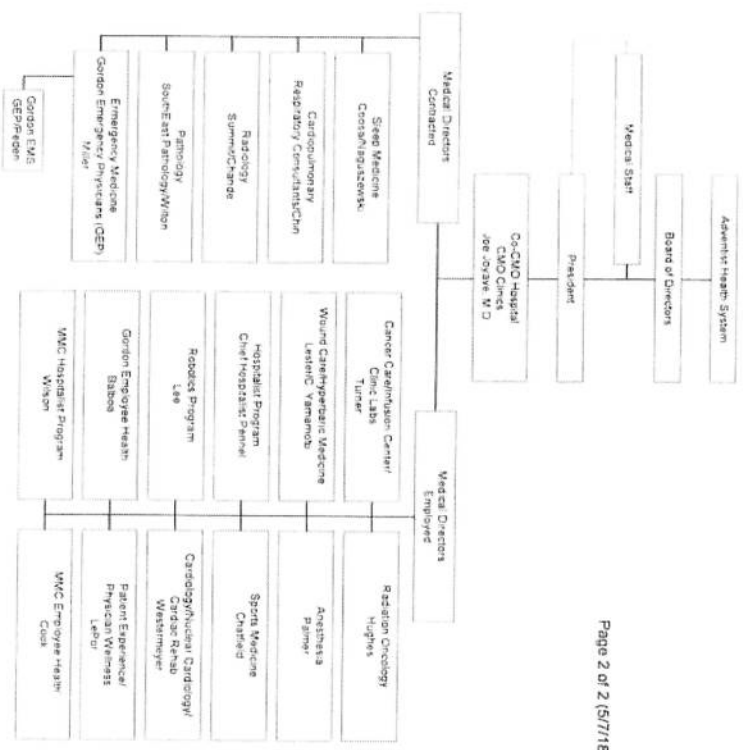 Page 2 of 2 (5/7/18
Adventist Health System
Board of Directors
Medical Staff
President
Co-CMO Hospital
CMO Clinics
Joe Joyave, M.D.
Medical Directors
Contracted
Sleep Medicine
Coosa/Naguszewski
Cardiopulmonary
Respiratory Consultants/Chin
Radiology
Summit/Chande
Pathology
SouthEast Pathology/Wilton
Ermergency Medicine
Gordon Emergency Physicians (GEP)
Miller
Gordon EMS
GEP/Peden
Medical Directors
Employed
Cancer Care/Infusion Center/
Clinic Labs
Turner
Wound Care/Hyperbaric Medicine
Lester/C. Yamamoto
Hospitalist Program
Chief Hospitalist Pennel
Robotics Program
Lee
Gordon Employee Health
Balboa
MMC Hospitalist Program
Wilson
Radiation Oncology
Hughes
Anesthesia
Palmer
Sports Medicine
Chatfield
Cardiology/Nuclear Cardiology/
Cardiac Rehab
Westermeyer
Patient Experience/
Physician Wellness
LePor
MMC Employee Health
Cook